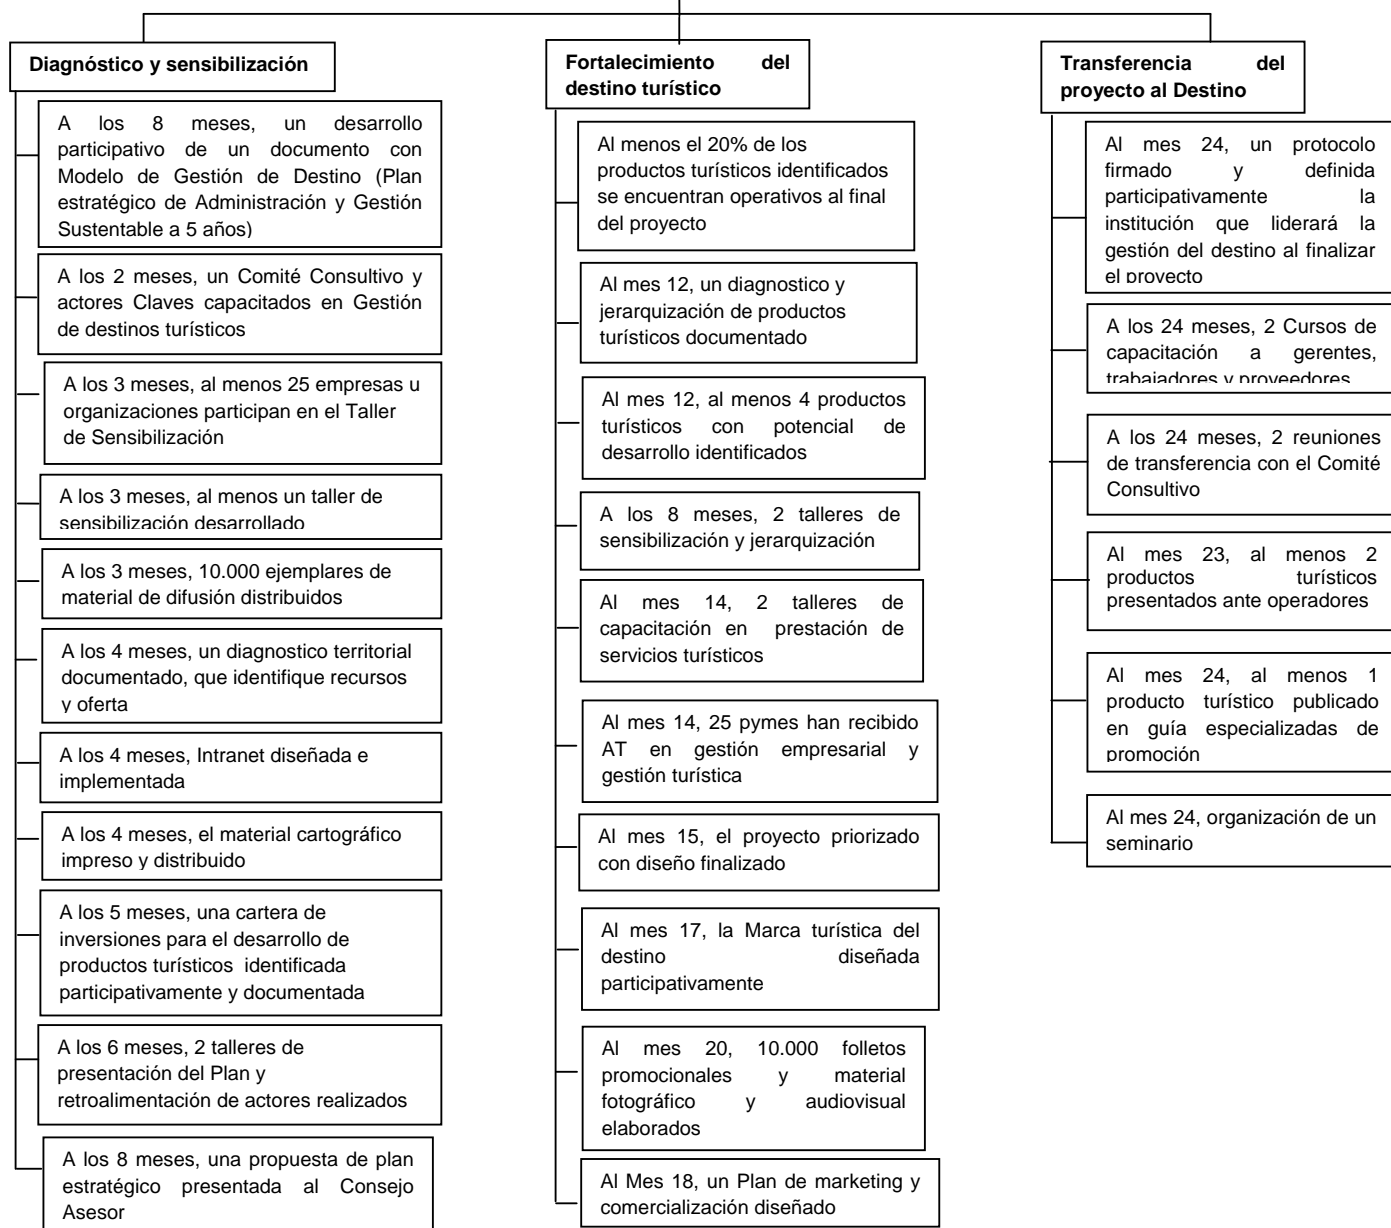 Diagnóstico y sensibilización
A los 8 meses, un desarrollo
participativo de un documento con
Modelo de Gestión de Destino (Plan
estratégico de Administración y Gestión
Sustentable a 5 años)
A los 2 meses, un Comité Consultivo y
actores Claves capacitados en Gestión
de destinos turísticos
A los 3 meses, al menos 25 empresas u
organizaciones participan en el Taller
de Sensibilización
A los 3 meses, al menos un taller de
sensibilización desarrollado
A los 3 meses, 10.000 ejemplares de
material de difusión distribuidos
A los 4 meses, un diagnostico territorial
documentado, que identifique recursos
y oferta
A los 4 meses, Intranet diseñada e
implementada
A los 4 meses, el material cartográfico
impreso y distribuido
A los 5 meses, una cartera de
inversiones para el desarrollo de
productos turísticos identificada
participativamente y documentada
A los 6 meses, 2 talleres de
presentación del Plan y
retroalimentación de actores realizados
A los 8 meses, una propuesta de plan
estratégico presentada al Consejo
Asesor
Fortalecimiento del
destino turístico
Al menos el 20% de los
productos turísticos identificados
se encuentran operativos al final
del proyecto
Al mes 12, un diagnostico y
jerarquización de productos
turísticos documentado
Al mes 12, al menos 4 productos
turísticos con potencial de
desarrollo identificados
A los 8 meses, 2 talleres de
sensibilización y jerarquización
Al mes 14, 2 talleres de
capacitación en prestación de
servicios turísticos
Al mes 14, 25 pymes han recibido
AT en gestión empresarial y
gestión turística
Al mes 15, el proyecto priorizado
con diseño finalizado
Al mes 17, la Marca turística del
destino diseñada
participativamente
Al mes 20, 10.000 folletos
promocionales y material
fotográfico y audiovisual
elaborados
Al Mes 18, un Plan de marketing y
comercialización diseñado
Transferencia del
proyecto al Destino
Al mes 24, un protocolo
firmado y definida
participativamente la
institución que liderará la
gestión del destino al finalizar
el proyecto
A los 24 meses, 2 Cursos de
capacitación a gerentes,
trabajadores y proveedores
A los 24 meses, 2 reuniones
de transferencia con el Comité
Consultivo
Al mes 23, al menos 2
productos turísticos
presentados ante operadores
Al mes 24, al menos 1
producto turístico publicado
en guía especializadas de
promoción
Al mes 24, organización de un
seminario